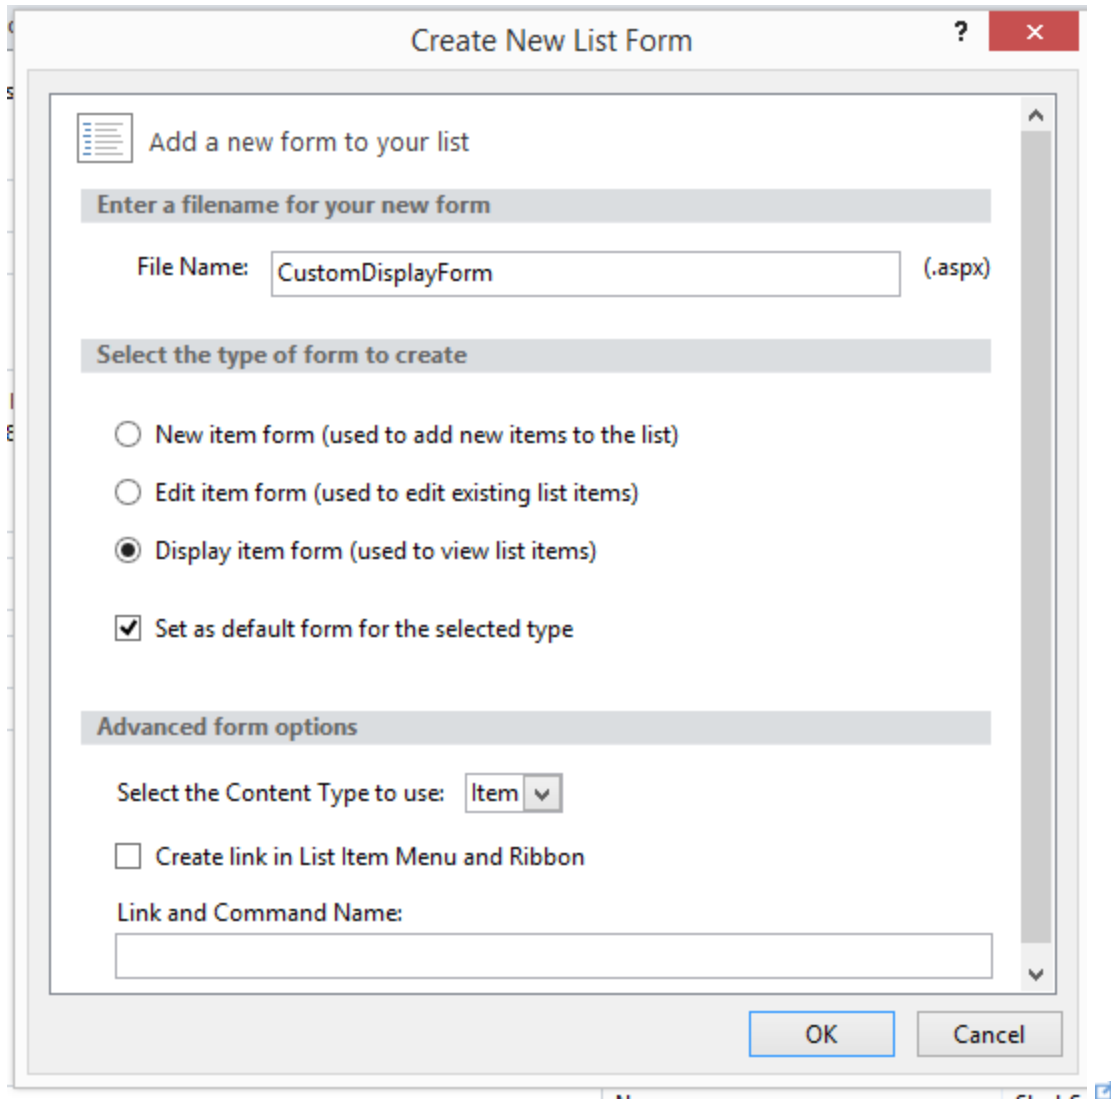 Create New List Form
?
Add a new form to your list
Enter a filename for your new form
File Name: CustomDisplayForm (.aspx)
Select the type of form to create
New item form (used to add new items to the list)
Edit item form (used to edit existing list items)
Display item form (used to view list items)
Set as default form for the selected type
Advanced form options
Select the Content Type to use: Item
Create link in List Item Menu and Ribbon
Link and Command Name:
OK Cancel